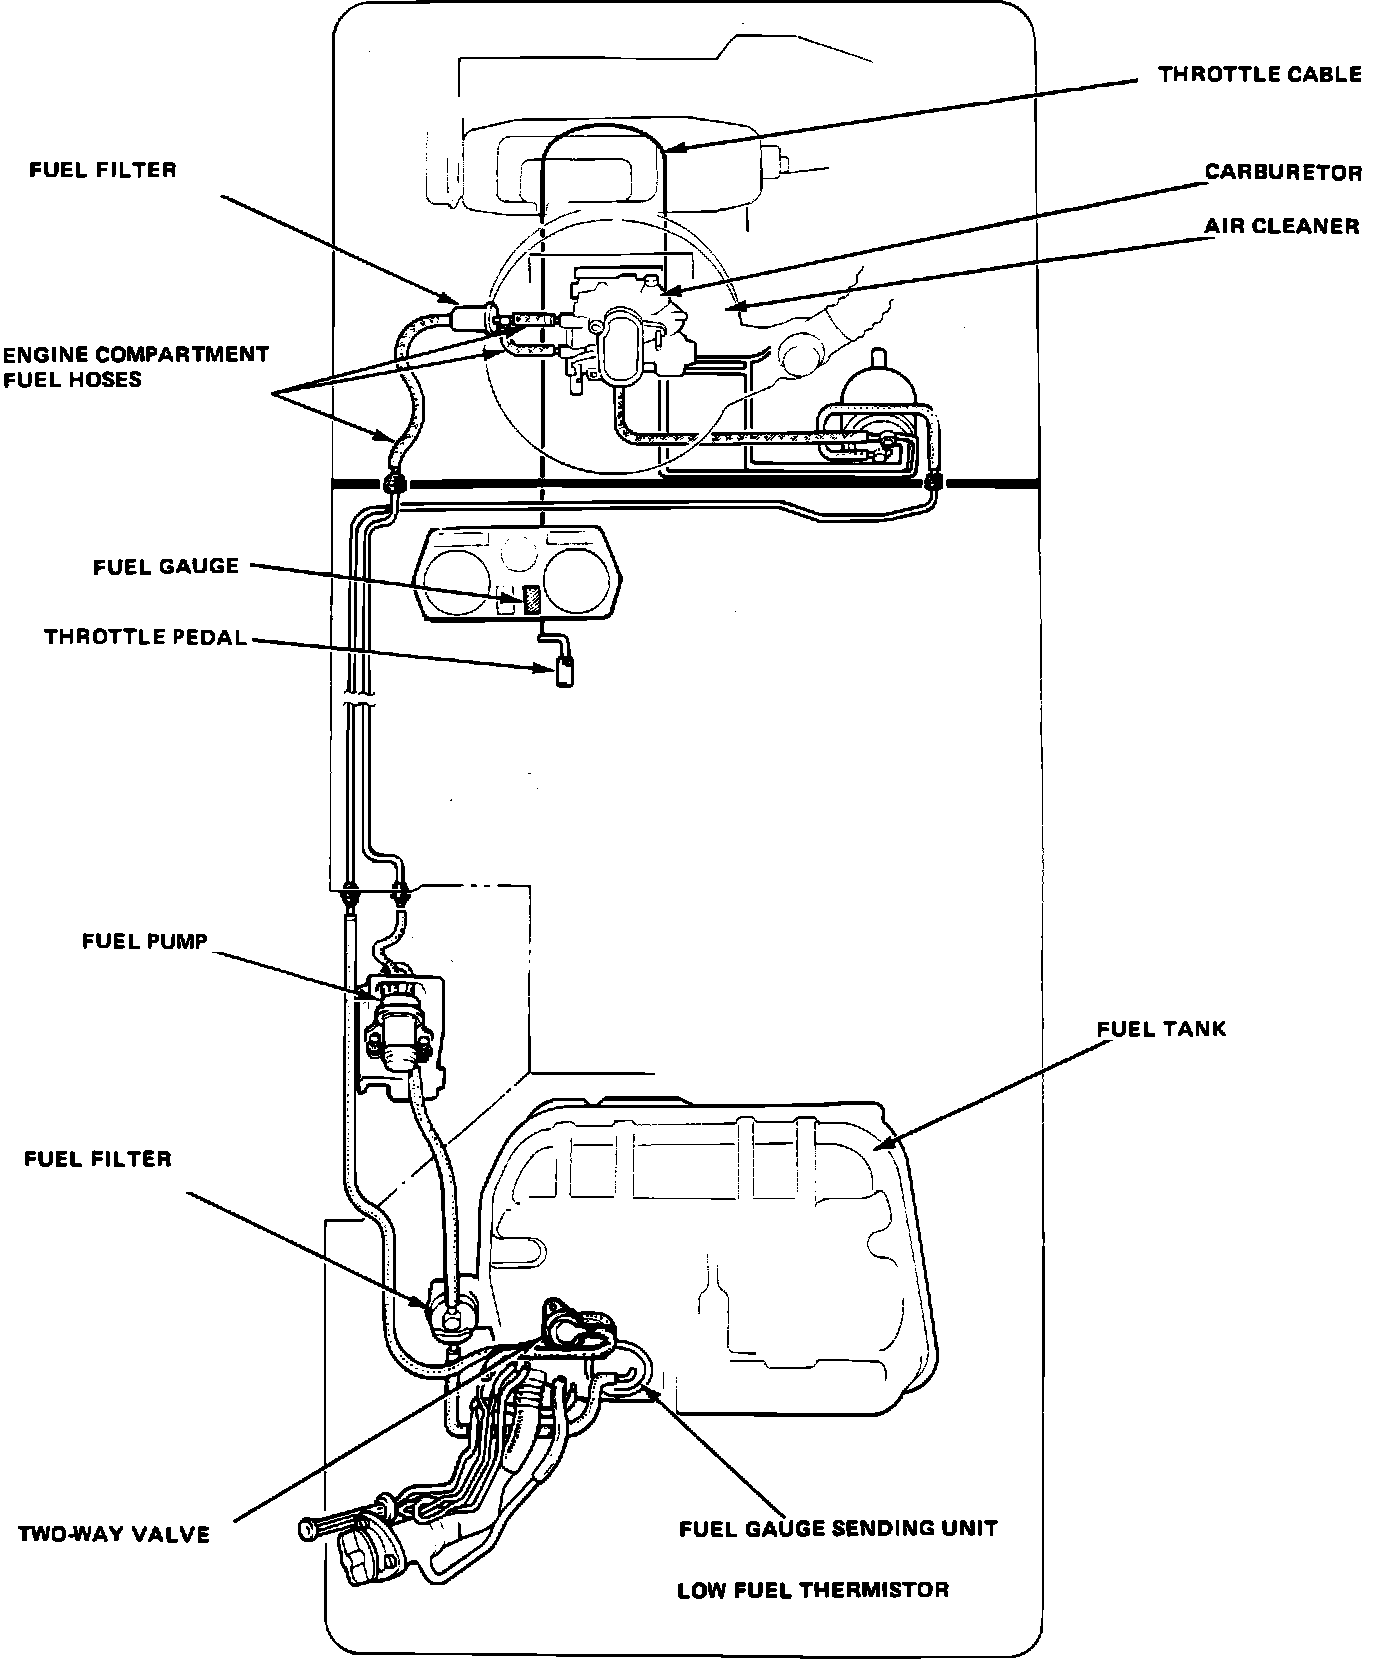 THROTTLE CABLE
FUEL FILTER
CARBURETOR
AIR CLEANER
ENGINE COMPARTMENT
FUEL HOSES
FUEL GAUGE
THROTTLE PEDAL
FUEL PUMP
FUEL TANK
FUEL FILTER
TWO-WAY VALVE
FUEL GAUGE SENDING UNIT
LOW FUEL THERMISTOR